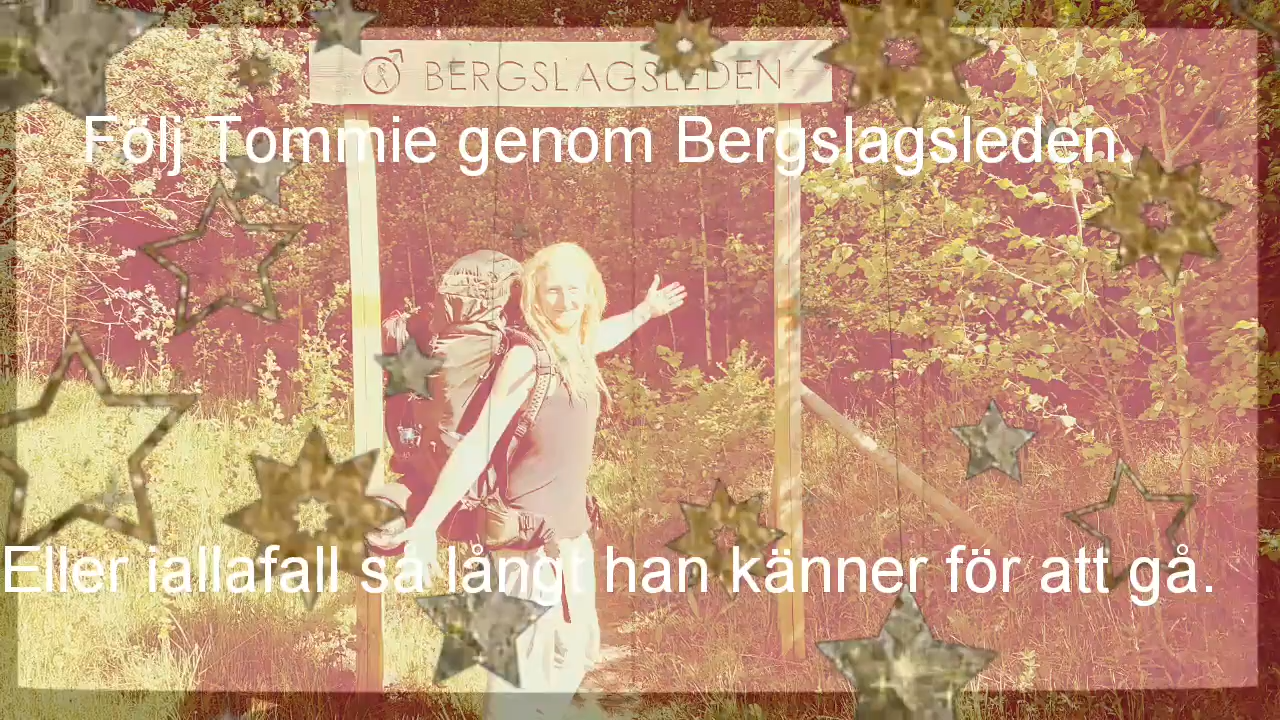 BERGSLAGSLEDEN
Följ Tommie genom Bergslagsleden.
Eller iallafall så långt han känner för att gå.